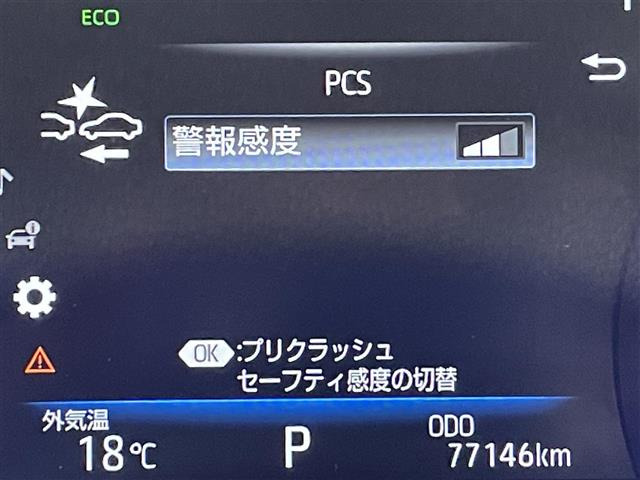 ECO
PCS
警報感度
OK:プリクラッシュ
セーフティ感度の切替
外気温
18℃
P
ODO
77146km